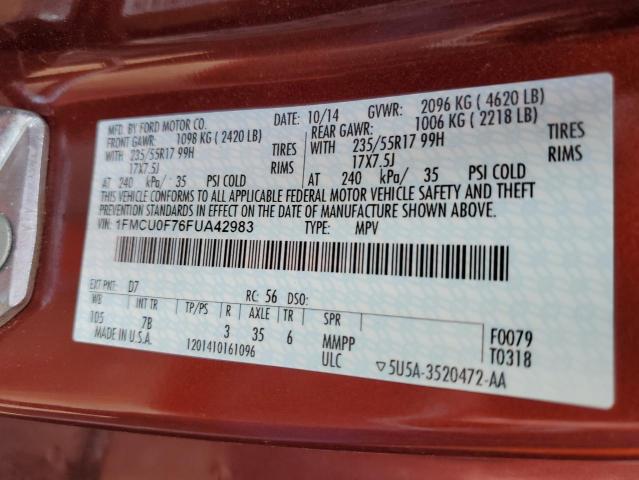 MFD. BY FORD MOTOR CO.
DATE: 10/14 GVWR: 2096 KG ( 4620 LB)
FRONT GAWR: 1098 KG ( 2420 LB)
REAR GAWR: 1006 KG ( 2218 LB)
WITH 235/55R17 99H TIRES
WITH 235/55R17 99H TIRES
17X7.5J RIMS
17X7.5J RIMS
AT 240 kPa/ 35 PSI COLD
AT 240 kPa/ 35 PSI COLD
THIS VEHICLE CONFORMS TO ALL APPLICABLE FEDERAL MOTOR VEHICLE SAFETY AND THEFT
PREVENTION STANDARDS IN EFFECT ON THE DATE OF MANUFACTURE SHOWN ABOVE.
VIN: 1FMCU0F76FUA42983 TYPE: MPV
EXT PNT: D7 RC: 56 DSO:
WB INT TR TP/PS R AXLE TR SPR
105 7B 3 35 6 MMPP F0079
MADE IN U.S.A. 1201410161096 ULC T0318
▽5U5A-3520472-AA